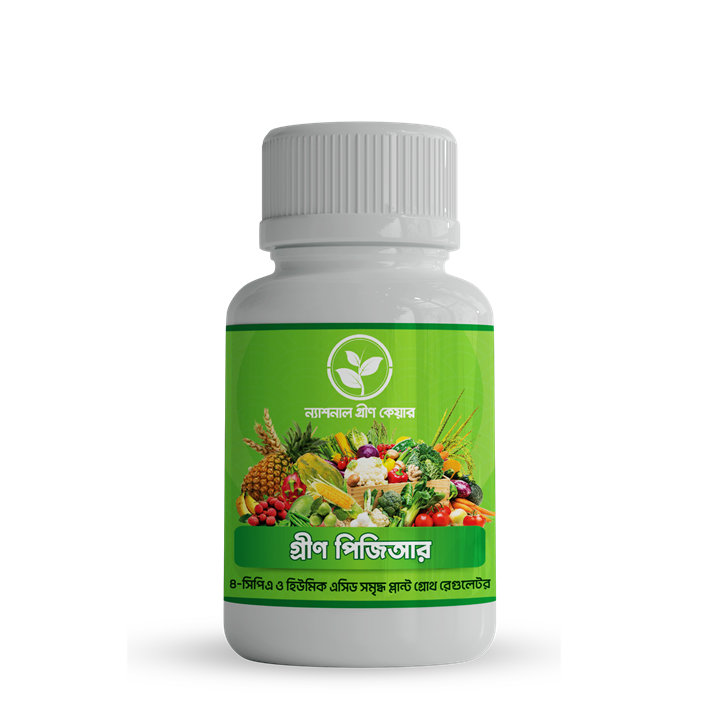 ন্যাশনাল গ্রীণ কেয়ার
গ্রীণ পিজিআর
৪-সিপিএ ও হিউমিক এসিড সমৃদ্ধ প্লান্ট গ্রোথ রেগুলেটর